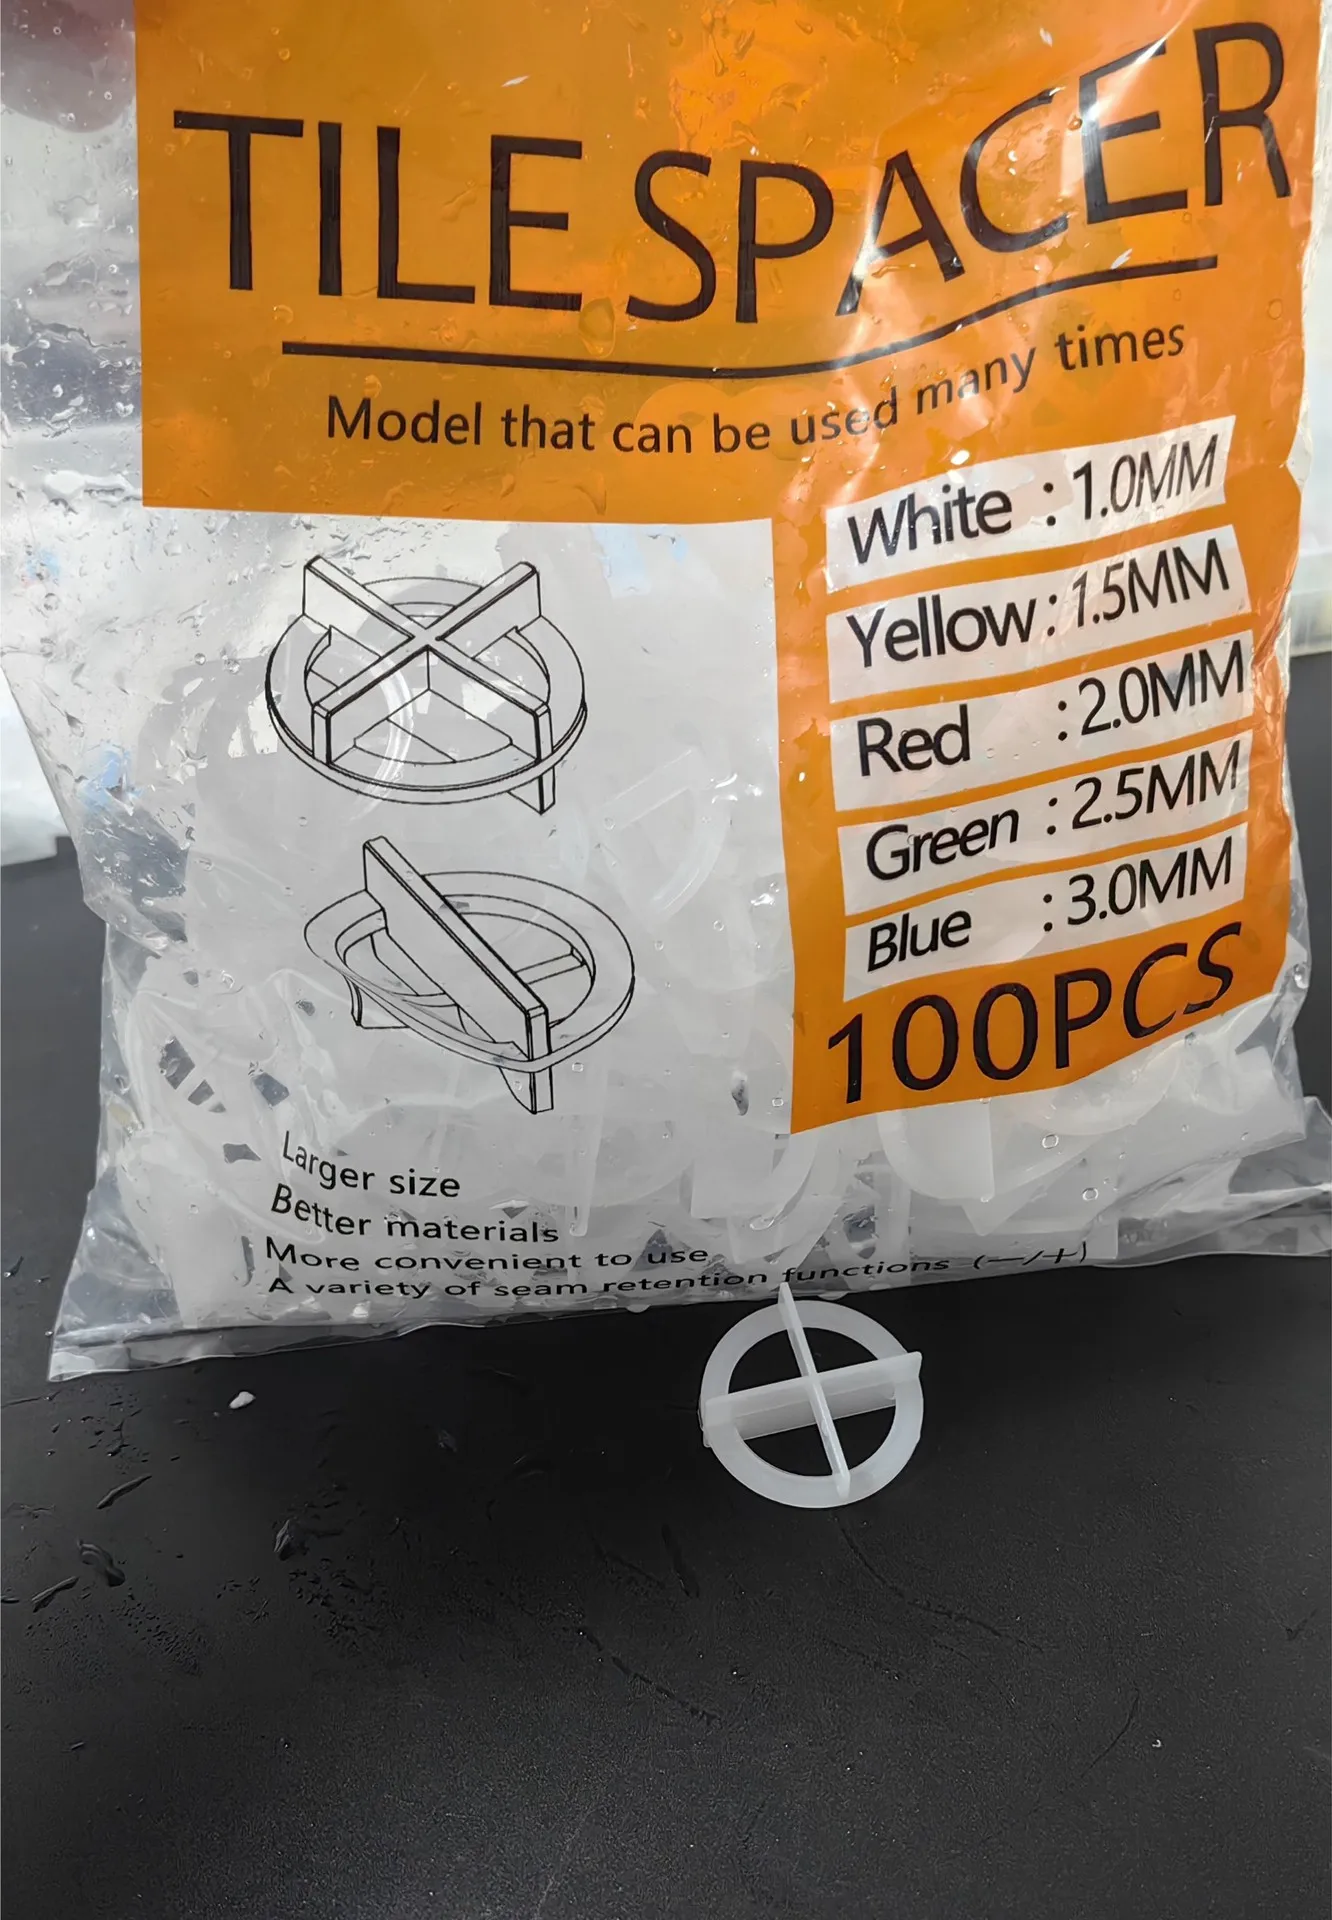 TILE SPACER
Model that can be used many times
White : 1.0MM
Yellow : 1.5MM
Red : 2.0MM
Green : 2.5MM
Blue : 3.0MM
100PCS
Larger size
Better materials
More convenient to use
A variety of seam retention functions (—/+)